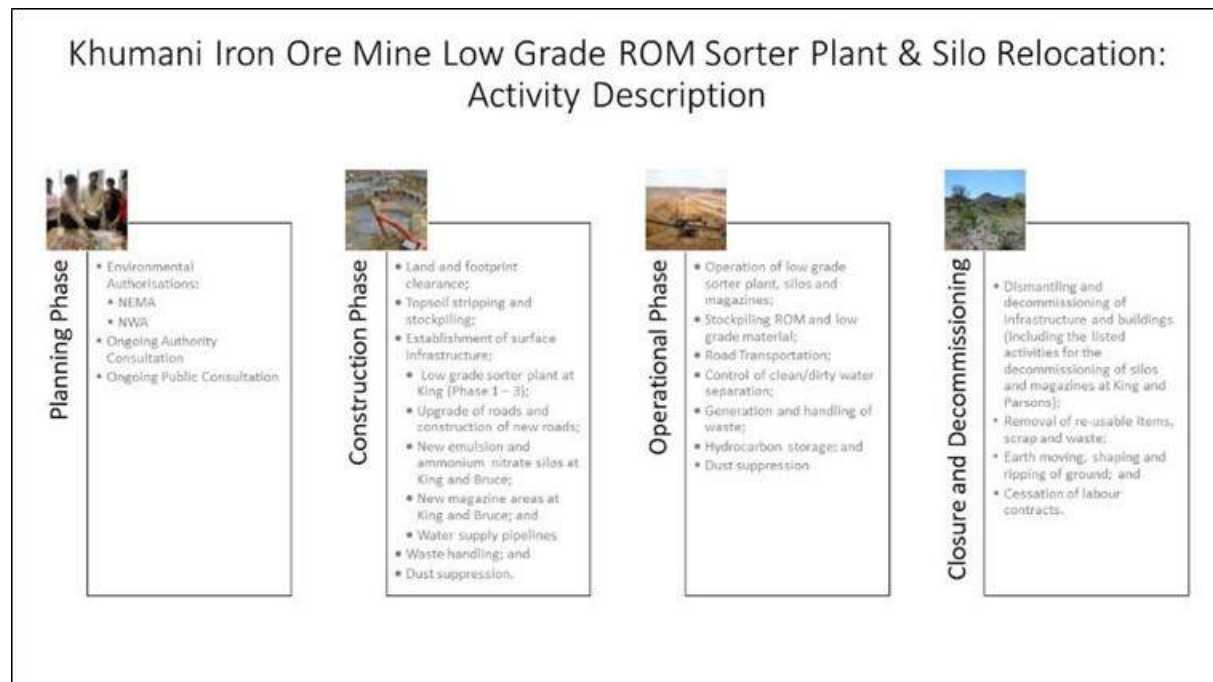 Khumani Iron Ore Mine Low Grade ROM Sorter Plant & Silo Relocation:
Activity Description
Planning Phase
• Environmental
Authorisations:
• NEMA
• NWA
• Ongoing Authority
Consultation
• Ongoing Public Consultation
Construction Phase
• Land and footprint
clearance;
• Topsoil stripping and
stockpiling;
• Establishment of surface
infrastructure;
• Low grade sorter plant at
King (Phase 1 – 3);
• Upgrade of roads and
construction of new roads;
• New emulsion and
ammonium nitrate silos at
King and Bruce;
• New magazine areas at
King and Bruce; and
• Water supply pipelines
• Waste handling; and
• Dust suppression.
Operational Phase
• Operation of low grade
sorter plant, silos and
magazines;
• Stockpiling ROM and low
grade material;
• Road Transportation;
• Control of clean/dirty water
separation;
• Generation and handling of
waste;
• Hydrocarbon storage; and
• Dust suppression
Closure and Decommissioning
• Dismantling and
decommissioning of
infrastructure and buildings
(including the listed
activities for the
decommissioning of silos
and magazines at King and
Parsons);
• Removal of re-usable items,
scrap and waste;
• Earth moving, shaping and
ripping of ground; and
• Cessation of labour
contracts.